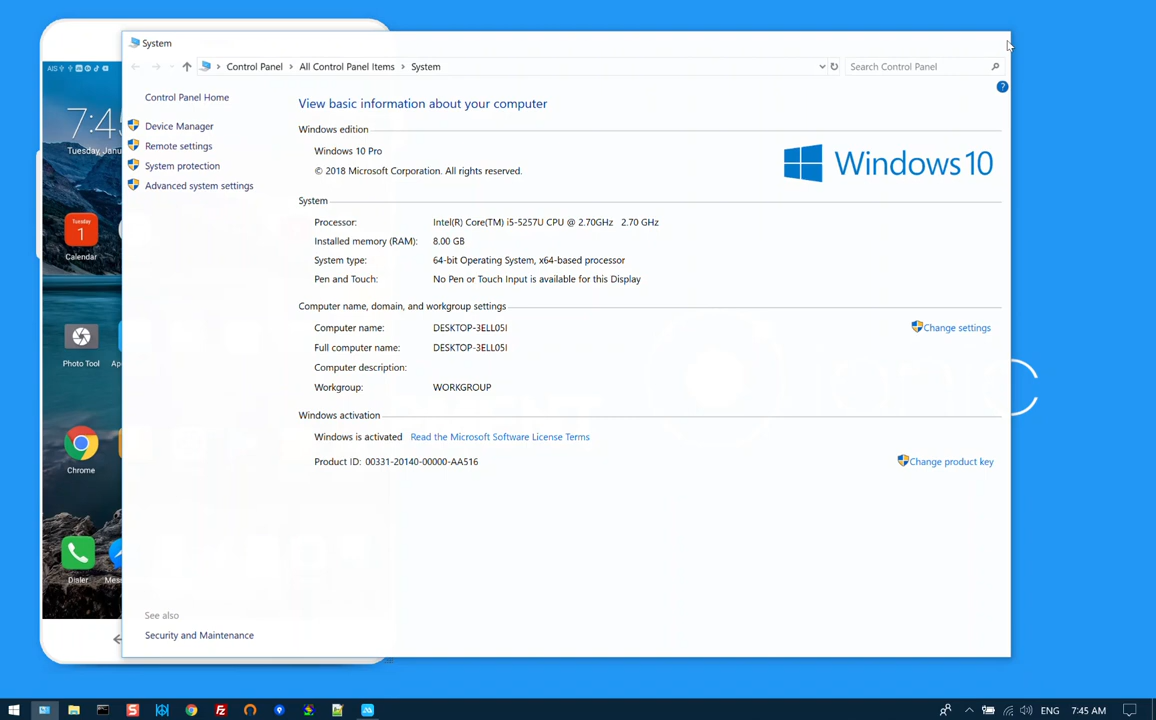 System
Control Panel > All Control Panel Items > System
Search Control Panel
Control Panel Home
Device Manager
Remote settings
System protection
Advanced system settings
See also
Security and Maintenance
View basic information about your computer
Windows edition
Windows 10 Pro
© 2018 Microsoft Corporation. All rights reserved.
Windows 10
System
Processor: Intel(R) Core(TM) i5-5257U CPU @ 2.70GHz 2.70 GHz
Installed memory (RAM): 8.00 GB
System type: 64-bit Operating System, x64-based processor
Pen and Touch: No Pen or Touch Input is available for this Display
Computer name, domain, and workgroup settings
Computer name: DESKTOP-3ELL05I
Change settings
Full computer name: DESKTOP-3ELL05I
Computer description:
Workgroup: WORKGROUP
Windows activation
Windows is activated Read the Microsoft Software License Terms
Product ID: 00331-20140-00000-AA516
Change product key
AIS
7:4
Tuesday, Janu
Tuesday
1
Calendar
Photo Tool
Chrome
Dialer
ENG 7:45 AM